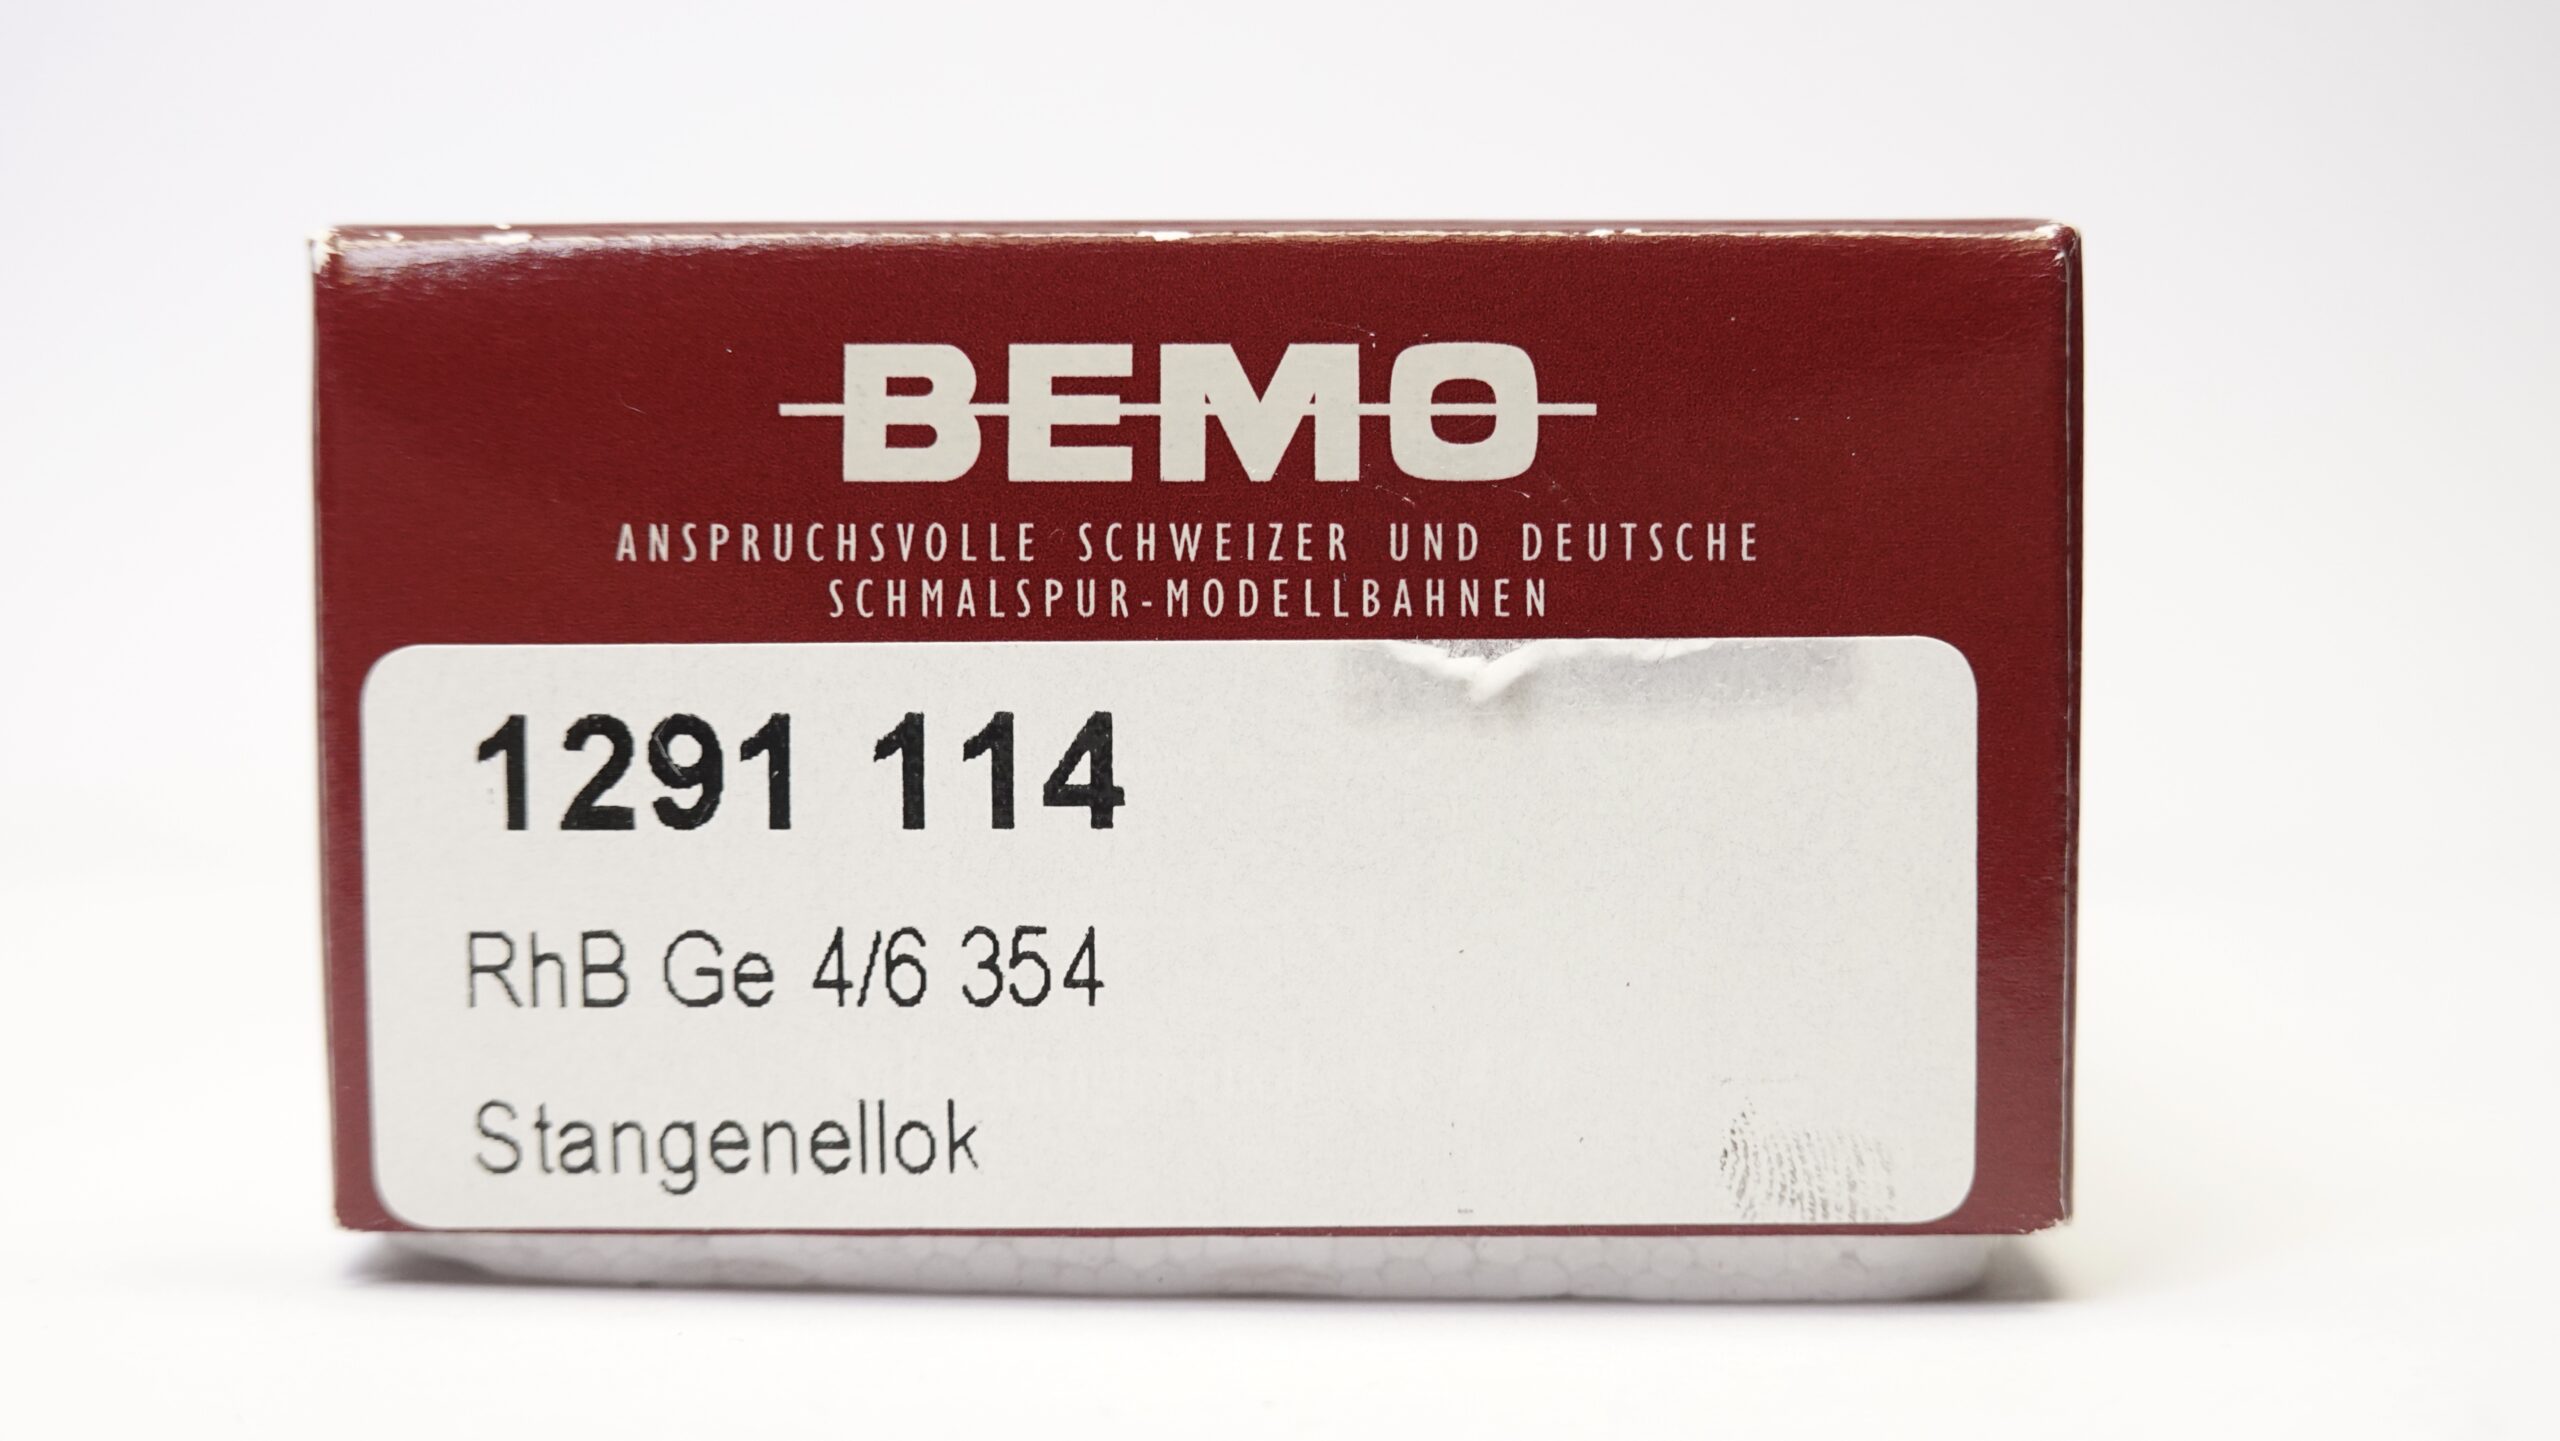 BEMO
ANSPRUCHSVOLLE SCHWEIZER UND DEUTSCHE
SCHMALSPUR-MODELLBAHNEN
1291 114
RhB Ge 4/6 354
Stangenellok